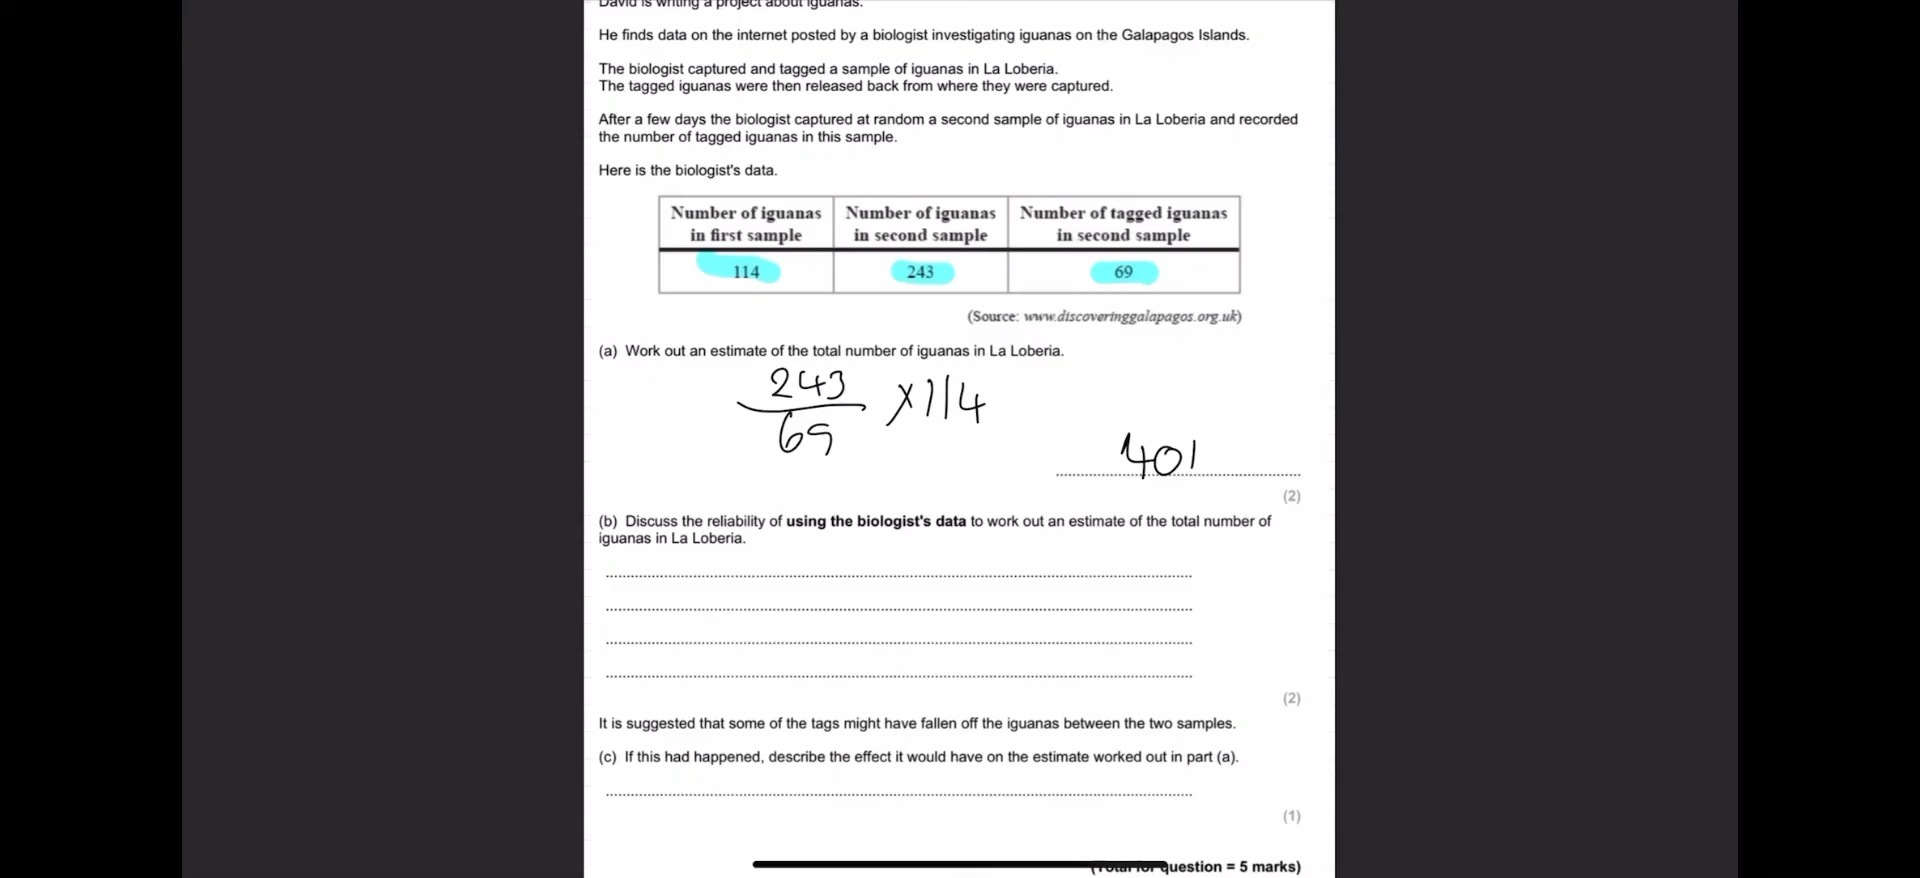 David is writing a project about iguanas.
He finds data on the internet posted by a biologist investigating iguanas on the Galapagos Islands.
The biologist captured and tagged a sample of iguanas in La Loberia.
The tagged iguanas were then released back from where they were captured.
After a few days the biologist captured at random a second sample of iguanas in La Loberia and recorded
the number of tagged iguanas in this sample.
Here is the biologist's data.
Number of iguanas in first sample Number of iguanas in second sample Number of tagged iguanas in second sample
114 243 69
(Source: www.discoveringgalapagos.org.uk)
(a) Work out an estimate of the total number of iguanas in La Loberia.
243
69
×114
401
(2)
(b) Discuss the reliability of using the biologist's data to work out an estimate of the total number of
iguanas in La Loberia.
(2)
It is suggested that some of the tags might have fallen off the iguanas between the two samples.
(c) If this had happened, describe the effect it would have on the estimate worked out in part (a).
(1)
(Total for question = 5 marks)